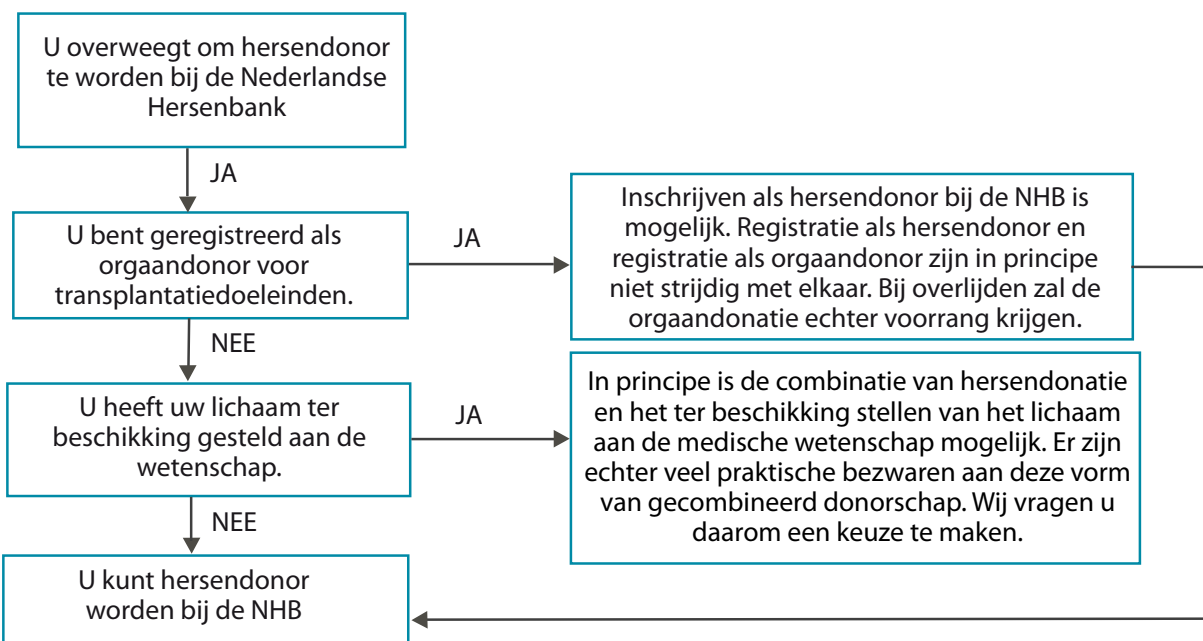 U overweegt om hersendonor
te worden bij de Nederlandse
Hersenbank
JA
U bent geregistreerd als
orgaandonor voor
transplantatiedoeleinden.
JA
Inschrijven als hersendonor bij de NHB is
mogelijk. Registratie als hersendonor en
registratie als orgaandonor zijn in principe
niet strijdig met elkaar. Bij overlijden zal de
orgaandonatie echter voorrang krijgen.
NEE
U heeft uw lichaam ter
beschikking gesteld aan de
wetenschap.
JA
In principe is de combinatie van hersendonatie
en het ter beschikking stellen van het lichaam
aan de medische wetenschap mogelijk. Er zijn
echter veel praktische bezwaren aan deze vorm
van gecombineerd donorschap. Wij vragen u
daarom een keuze te maken.
NEE
U kunt hersendonor
worden bij de NHB